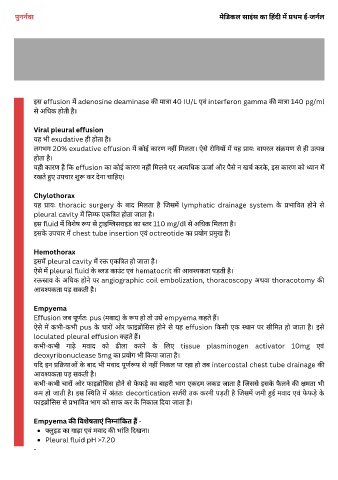 पुनर्नवा
मेडिकल साइंस का हिंदी में प्रथम ई-जर्नल
इस effusion में adenosine deaminase की मात्रा 40 IU/L एवं interferon gamma की मात्रा 140 pg/ml
से अधिक होती है।
Viral pleural effusion
यह भी exudative ही होता है।
लगभग 20% exudative effusion में कोई कारण नहीं मिलता। ऐसे रोगियों में यह प्रायः वायरल संक्रमण से ही उत्पन्न
होता है।
यही कारण है कि effusion का कोई कारण नहीं मिलने पर अत्यधिक ऊर्जा और पैसे न खर्च करके, इस कारण को ध्यान में
रखते हुए उपचार शुरू कर देना चाहिए।
Chylothorax
यह प्रायः thoracic surgery के बाद मिलता है जिसमें lymphatic drainage system के प्रभावित होने से
pleural cavity में लिम्फ एकत्रित होता जाता है।
इस fluid में विशेष रूप से ट्राइग्लिसराइड का स्तर 110 mg/dl से अधिक मिलता है।
इसके उपचार में chest tube insertion एवं octreotide का प्रयोग प्रमुख है।
Hemothorax
इसमें pleural cavity में रक्त एकत्रित हो जाता है।
ऐसे में pleural fluid के ब्लड काउंट एवं hematocrit की आवश्यकता पड़ती है।
रक्तस्राव के अधिक होने पर angiographic coil embolization, thoracoscopy अथवा thoracotomy की
आवश्यकता पड़ सकती है।
Empyema
Effusion जब पूर्णतः pus (मवाद) के रूप हो तो उसे empyema कहते हैं।
ऐसे में कभी-कभी pus के चारों ओर फाइब्रोसिस होने से यह effusion किसी एक स्थान पर सीमित हो जाता है। इसे
loculated pleural effusion कहते हैं।
कभी-कभी गाढ़े मवाद को ढीला करने के लिए tissue plasminogen activator 10mg एवं
deoxyribonuclease 5mg का प्रयोग भी किया जाता है।
यदि इन प्रक्रियाओं के बाद भी मवाद पूर्णरूप से नहीं निकल पा रहा हो तब intercostal chest tube drainage की
आवश्यकता पड़ सकती है।
कभी-कभी चारों ओर फाइब्रोसिस होने से फेफड़े का बाहरी भाग एकदम जकड़ जाता है जिससे इसके फैलने की क्षमता भी
कम हो जाती है। इस स्थिति में अंततः decortication सर्जरी तक करनी पड़ती है जिसमें जमी हुई मवाद एवं फेफड़े के
फाइब्रोसिस से प्रभावित भाग को साफ कर के निकाल दिया जाता है।
Empyema की विशेषताएं निम्नांकित हैं -
• फ्लूइड का गाढ़ा एवं मवाद की भांति दिखना।
• Pleural fluid pH >7.20
-